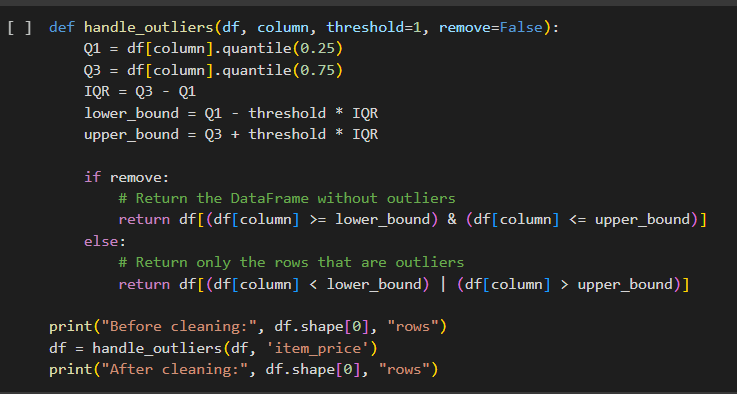 [ ] def handle_outliers(df, column, threshold=1, remove=False):
    Q1 = df[column].quantile(0.25)
    Q3 = df[column].quantile(0.75)
    IQR = Q3 - Q1
    lower_bound = Q1 - threshold * IQR
    upper_bound = Q3 + threshold * IQR

    if remove:
        # Return the DataFrame without outliers
        return df[(df[column] >= lower_bound) & (df[column] <= upper_bound)]
    else:
        # Return only the rows that are outliers
        return df[(df[column] < lower_bound) | (df[column] > upper_bound)]

print("Before cleaning:", df.shape[0], "rows")
df = handle_outliers(df, 'item_price')
print("After cleaning:", df.shape[0], "rows")